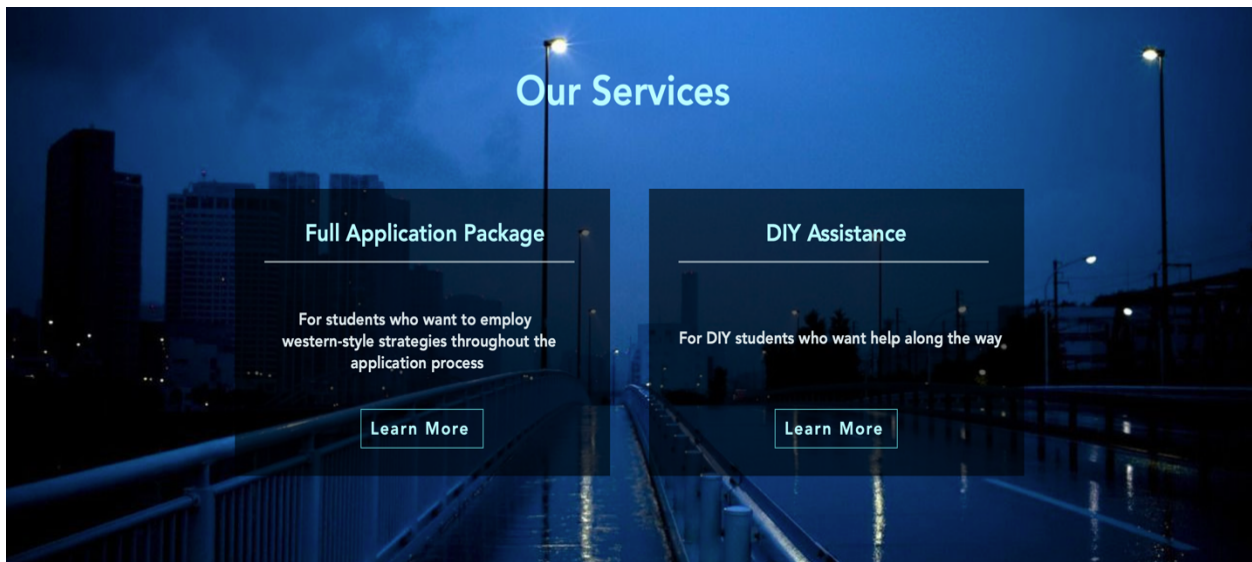 Our Services
Full Application Package
For students who want to employ
western-style strategies throughout the
application process
Learn More
DIY Assistance
For DIY students who want help along the way
Learn More